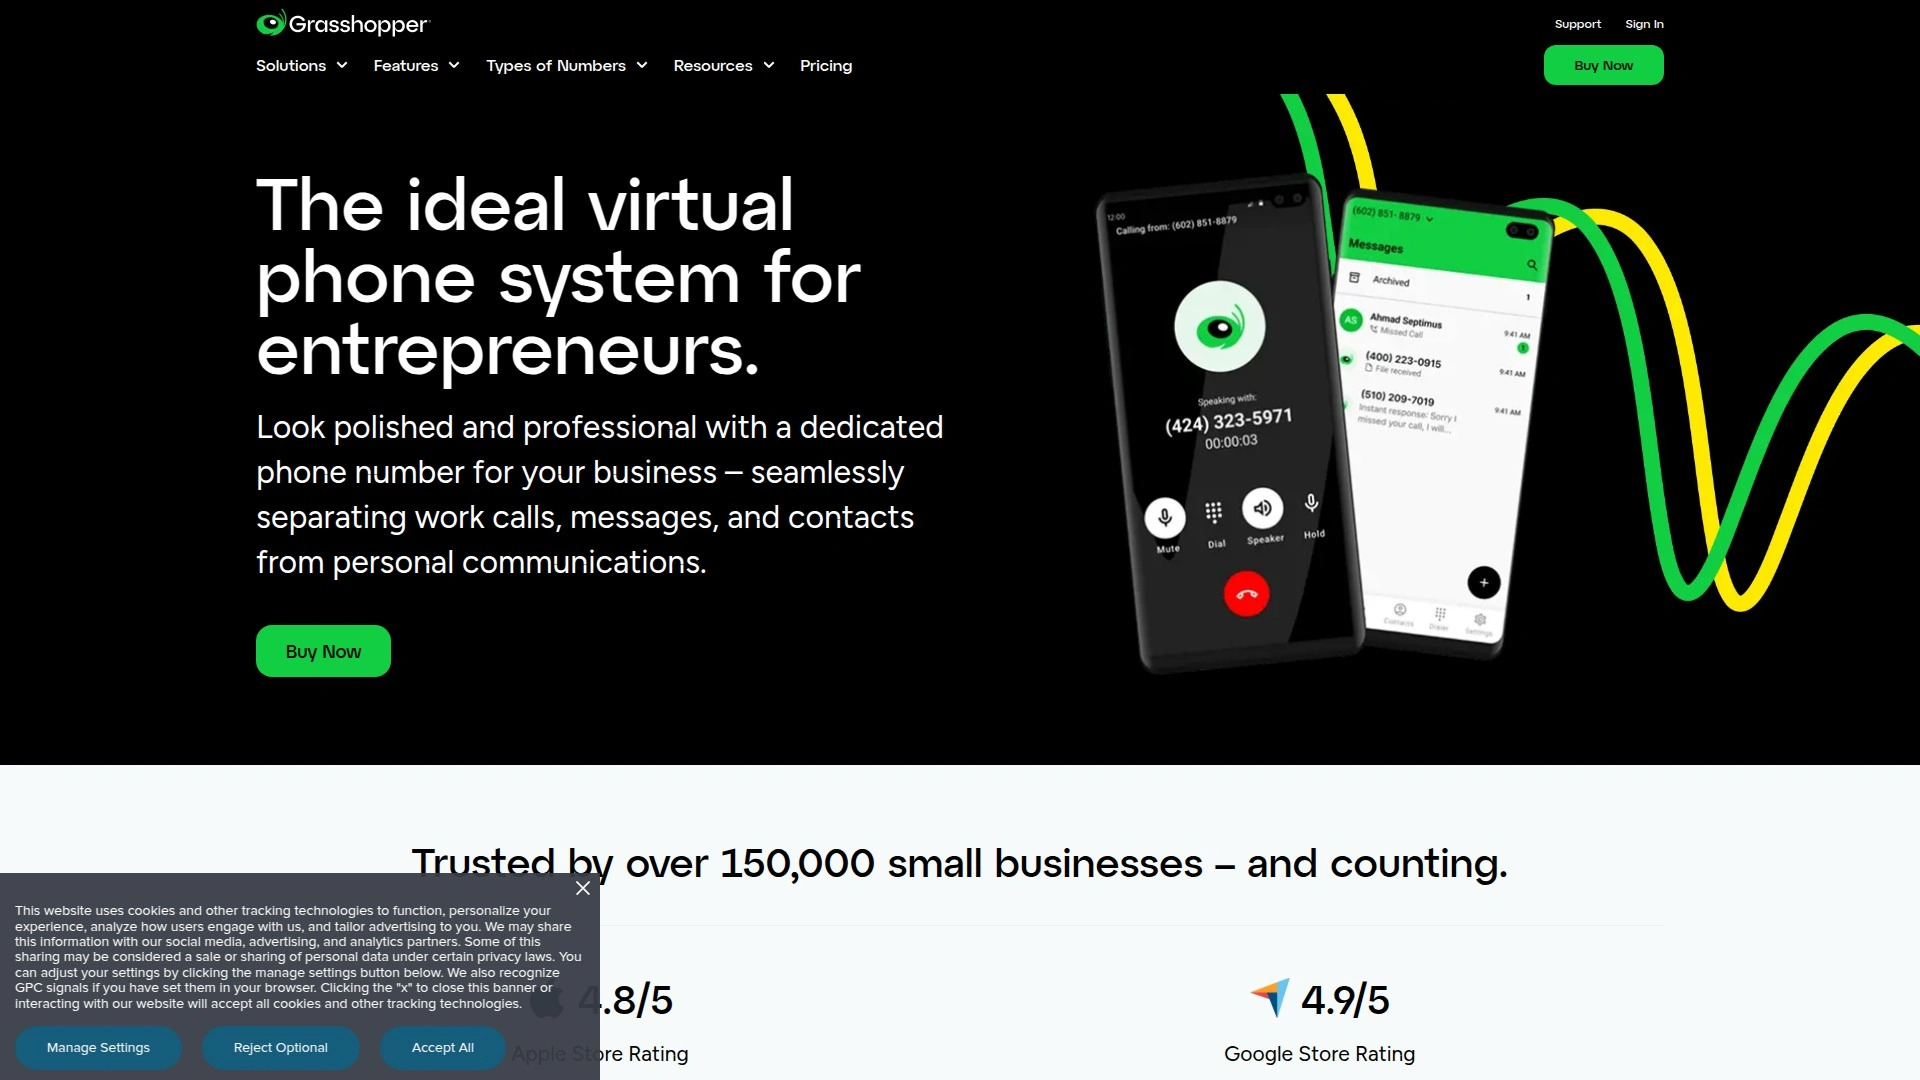 Grasshopper
Support
Sign In
Solutions
Features
Types of Numbers
Resources
Pricing
Buy Now
The ideal virtual
phone system for
entrepreneurs.
Look polished and professional with a dedicated
phone number for your business – seamlessly
separating work calls, messages, and contacts
from personal communications.
Buy Now
12:00
Calling from: (602) 851-8879
Speaking with:
(424) 323-5971
00:00:03
Mute
Dial
Speaker
Hold
(602) 851-8879
Messages
Archived
1
AS
Ahmad Septimus
Missed Call
9:41 AM
1
(400) 223-0915
File received
9:41 AM
(510) 209-7019
Instant response: Sorry I
missed your call, I will...
9:41 AM
Contacts
Dialer
Settings
Trusted by over 150,000 small businesses – and counting.
4.8/5
Apple Store Rating
4.9/5
Google Store Rating
This website uses cookies and other tracking technologies to function, personalize your
experience, analyze how users engage with us, and tailor advertising to you. We may share
this information with our social media, advertising, and analytics partners. Some of this
sharing may be considered a sale or sharing of personal data under certain privacy laws. You
can adjust your settings by clicking the manage settings button below. We also recognize
GPC signals if you have set them in your browser. Clicking the "x" to close this banner or
interacting with our website will accept all cookies and other tracking technologies.
Manage Settings
Reject Optional
Accept All